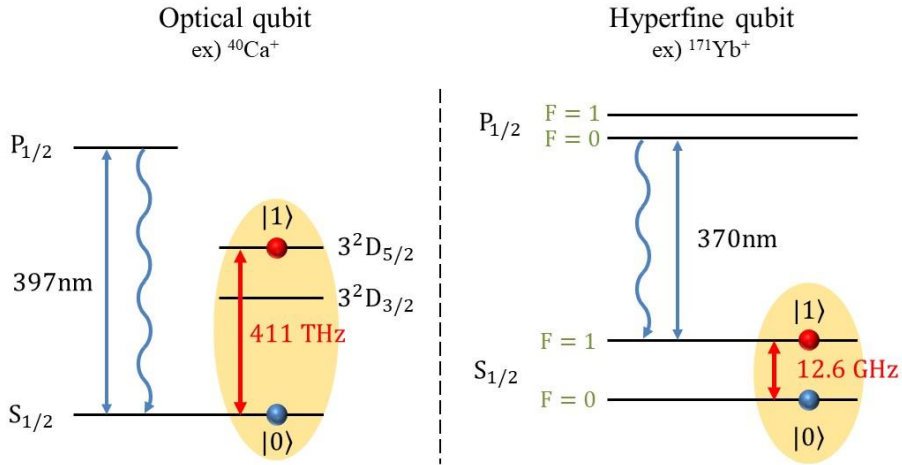 Optical qubit
ex) ⁴⁰Ca⁺
P₁/₂
|1⟩
3²D₅/₂
397nm
3²D₃/₂
411 THz
S₁/₂
|0⟩
Hyperfine qubit
ex) ¹⁷¹Yb⁺
F = 1
P₁/₂
F = 0
370nm
|1⟩
F = 1
S₁/₂
12.6 GHz
F = 0
|0⟩